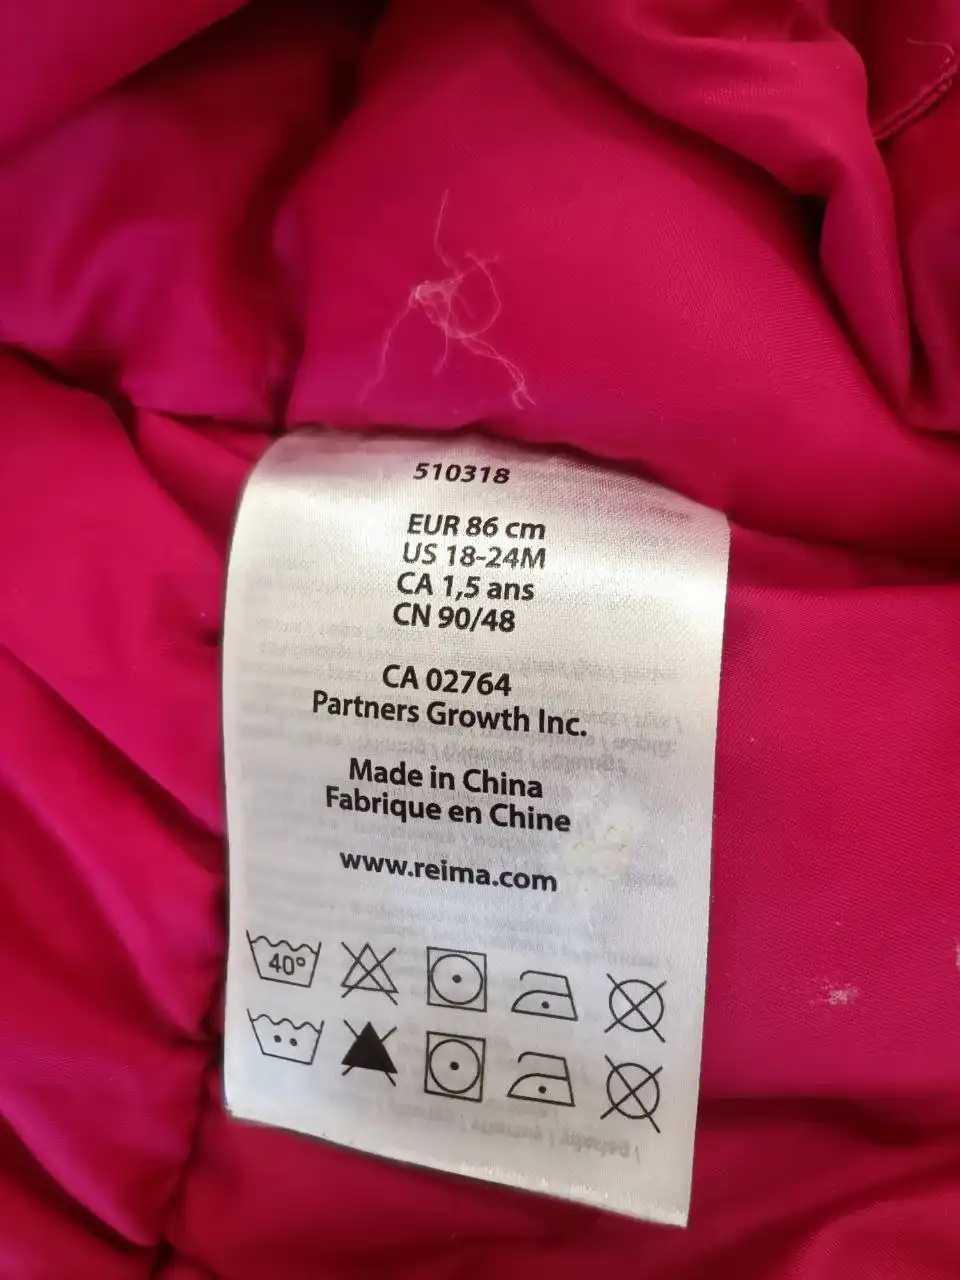 510318
EUR 86 cm
US 18-24M
CA 1,5 ans
CN 90/48
CA 02764
Partners Growth Inc.
Made in China
Fabrique en Chine
www.reima.com
40°